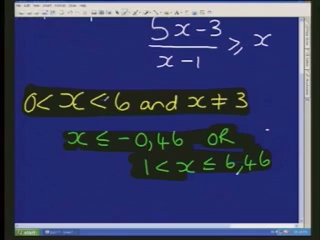 5x-3
x-1 ≥ x
0 < x < 6 and x ≠ 3
x ≤ -0,46 OR
1 < x ≤ 6,46